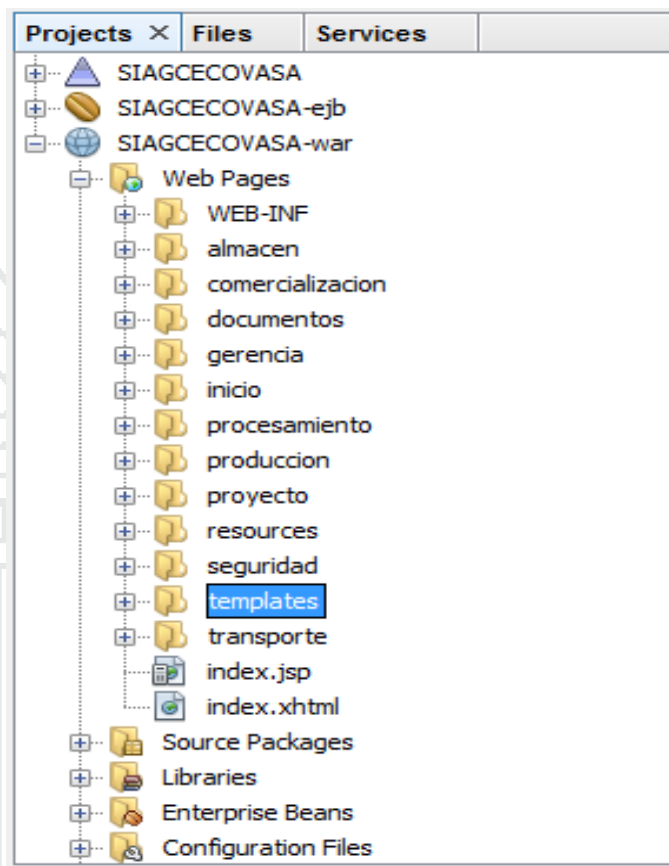 Projects × Files Services
SIAGCECOVASA
SIAGCECOVASA-ejb
SIAGCECOVASA-war
Web Pages
WEB-INF
almacen
comercializacion
documentos
gerencia
inicio
procesamiento
produccion
proyecto
resources
seguridad
templates
transporte
index.jsp
index.xhtml
Source Packages
Libraries
Enterprise Beans
Configuration Files